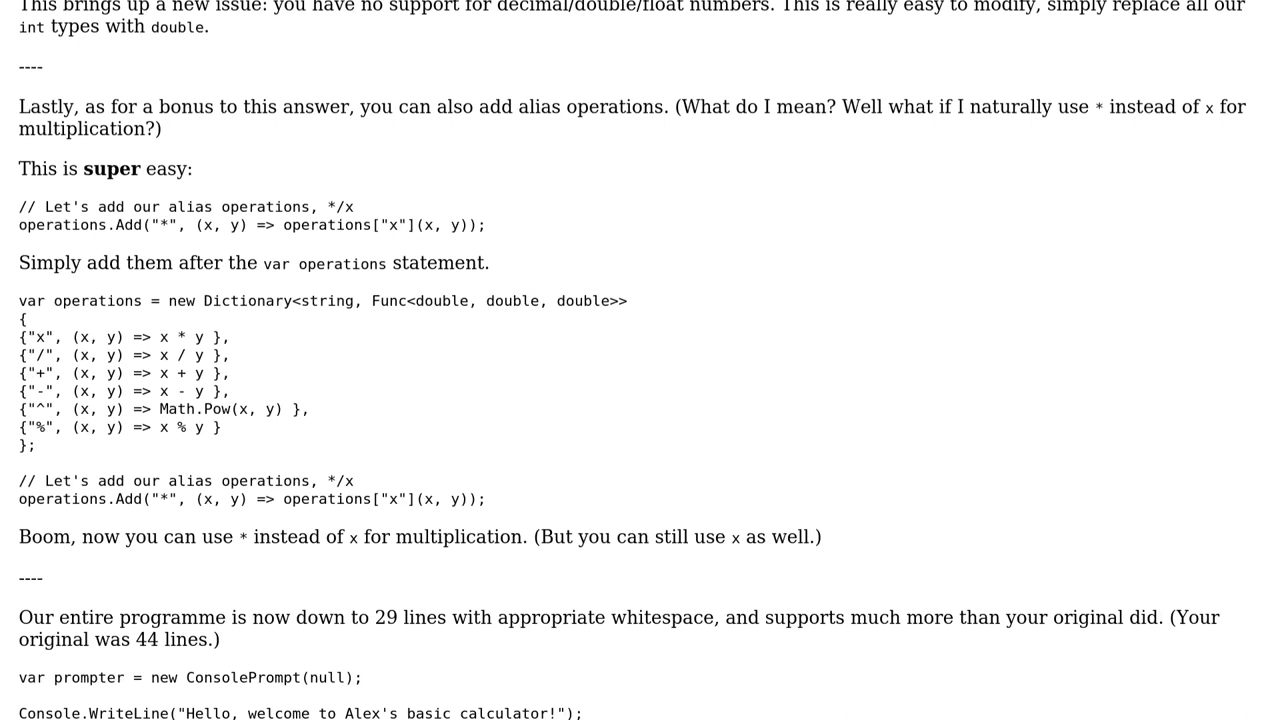 This brings up a new issue: you have no support for decimal/double/float numbers. This is really easy to modify, simply replace all our
int types with double.
----
Lastly, as for a bonus to this answer, you can also add alias operations. (What do I mean? Well what if I naturally use * instead of x for
multiplication?)
This is super easy:
// Let's add our alias operations, */x
operations.Add("*", (x, y) => operations["x"](x, y));
Simply add them after the var operations statement.
var operations = new Dictionary<string, Func<double, double, double>>
{
{"x", (x, y) => x * y },
{"/", (x, y) => x / y },
{"+", (x, y) => x + y },
{"-", (x, y) => x - y },
{"^", (x, y) => Math.Pow(x, y) },
{"%", (x, y) => x % y }
};
// Let's add our alias operations, */x
operations.Add("*", (x, y) => operations["x"](x, y));
Boom, now you can use * instead of x for multiplication. (But you can still use x as well.)
----
Our entire programme is now down to 29 lines with appropriate whitespace, and supports much more than your original did. (Your
original was 44 lines.)
var prompter = new ConsolePrompt(null);
Console.WriteLine("Hello, welcome to Alex's basic calculator!");